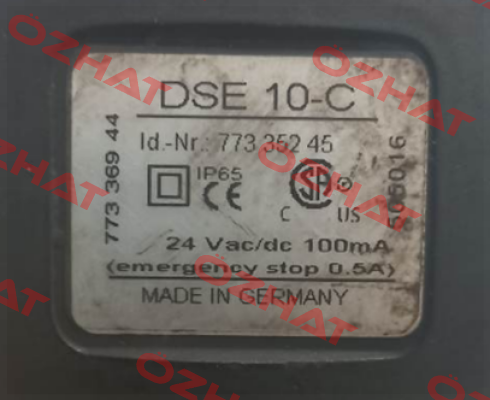 DSE 10-C
Id.-Nr.: 773 352 45
773 369 44
IP65
CE
SA
C US
24 Vac/dc 100mA
(emergency stop 0.5A)
MADE IN GERMANY
OZHAT
OZHAT
OZHAT
OZHAT
OZHAT